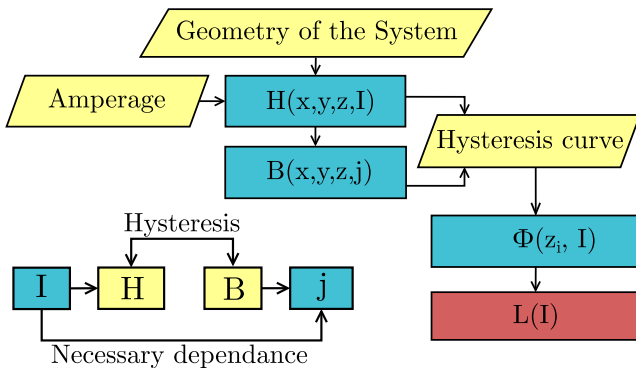 Geometry of the System
Amperage
H(x,y,z,I)
Hysteresis curve
B(x,y,z,j)
Φ(zᵢ, I)
L(I)
Hysteresis
I
H
B
j
Necessary dependance